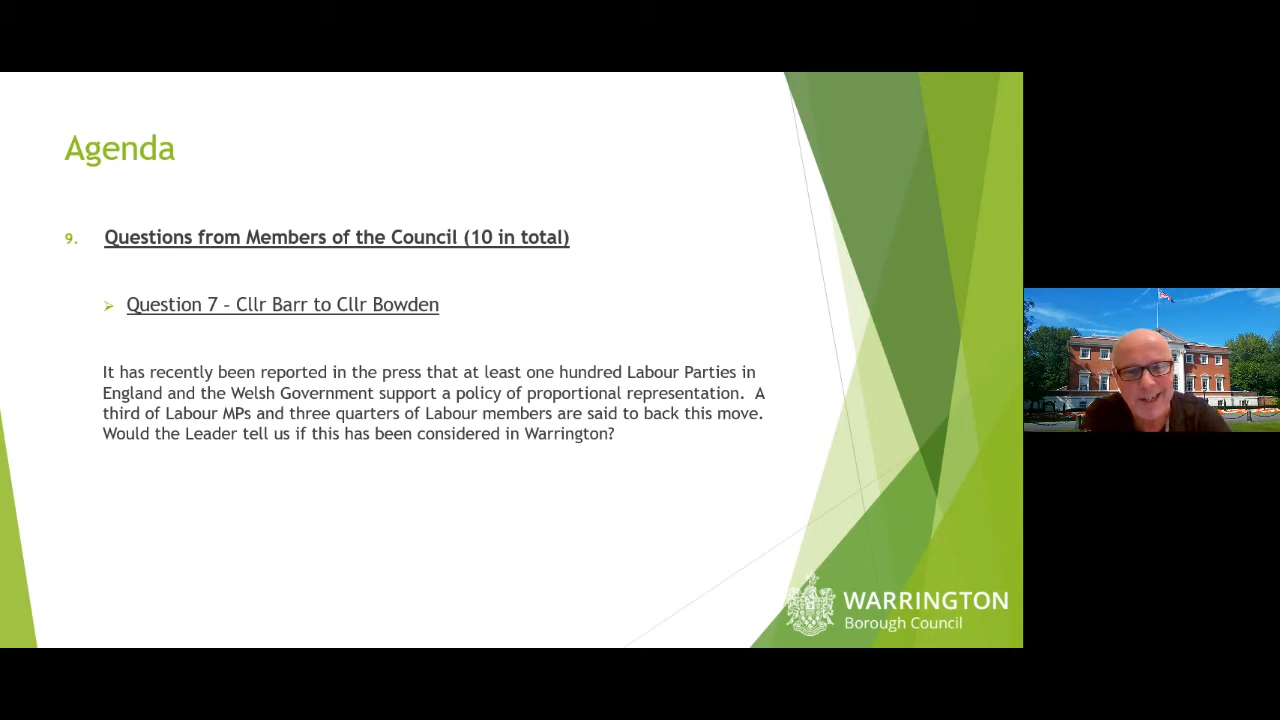 Agenda
9. Questions from Members of the Council (10 in total)
Question 7 - Cllr Barr to Cllr Bowden
It has recently been reported in the press that at least one hundred Labour Parties in
England and the Welsh Government support a policy of proportional representation. A
third of Labour MPs and three quarters of Labour members are said to back this move.
Would the Leader tell us if this has been considered in Warrington?
WARRINGTON
Borough Council